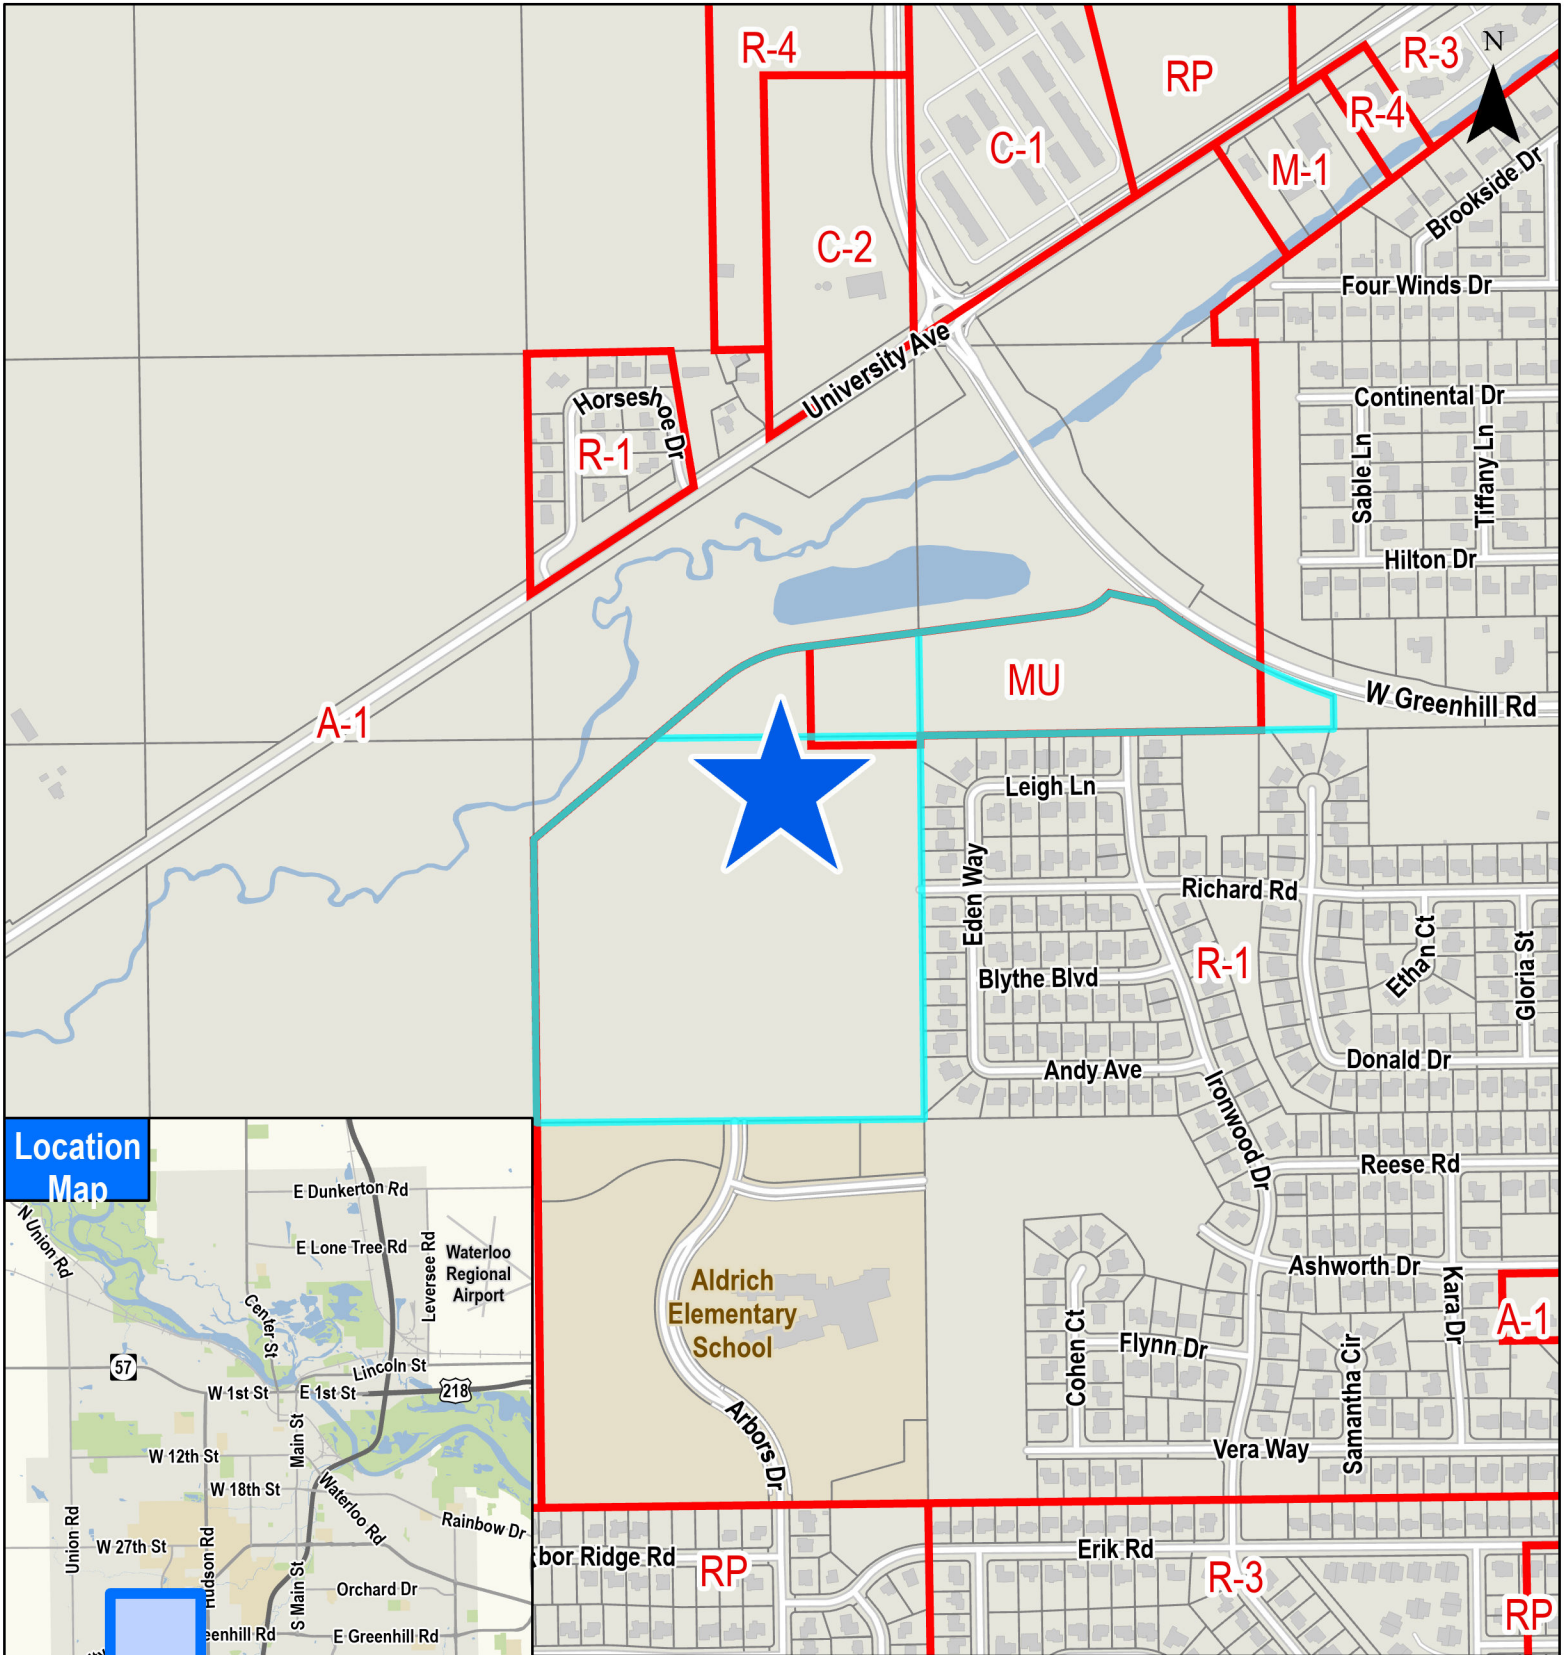 R-4
RP
R-3
N
R-4
C-1
M-1
Brookside Dr
C-2
Four Winds Dr
University Ave
Horseshoe Dr
R-1
Continental Dr
Sable Ln
Tiffany Ln
Hilton Dr
MU
W Greenhill Rd
A-1
Leigh Ln
Eden Way
Richard Rd
Blythe Blvd
R-1
Ethan Ct
Gloria St
Andy Ave
Donald Dr
Ironwood Dr
Reese Rd
Ashworth Dr
Kara Dr
A-1
Aldrich
Elementary
School
Cohen Ct
Flynn Dr
Samantha Cir
Arbors Dr
Vera Way
bor Ridge Rd
RP
Erik Rd
R-3
RP
Location
Map
N Union Rd
E Dunkerton Rd
E Lone Tree Rd
Leversee Rd
Waterloo
Regional
Airport
Center St
57
Lincoln St
W 1st St
E 1st St
218
Main St
W 12th St
W 18th St
Waterloo Rd
Rainbow Dr
Union Rd
W 27th St
Hudson Rd
S Main St
Orchard Dr
eenhill Rd
E Greenhill Rd